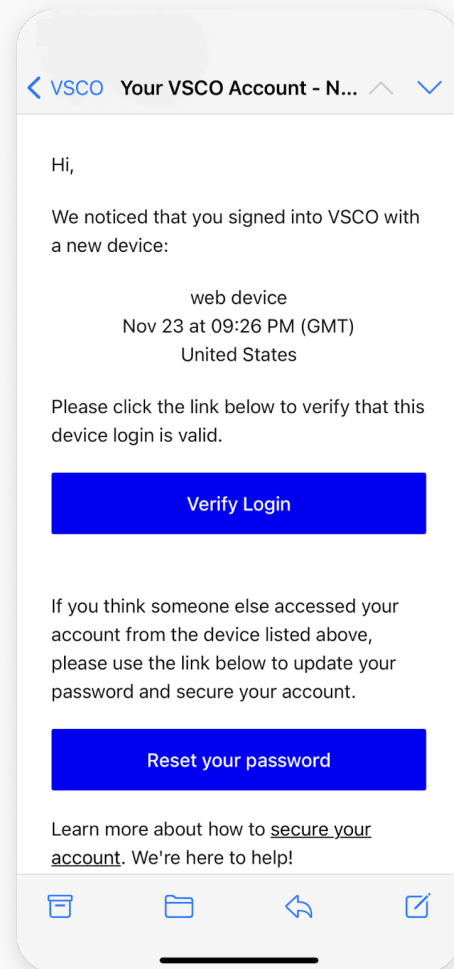 VSCO Your VSCO Account - N...
Hi,
We noticed that you signed into VSCO with
a new device:
web device
Nov 23 at 09:26 PM (GMT)
United States
Please click the link below to verify that this
device login is valid.
Verify Login
If you think someone else accessed your
account from the device listed above,
please use the link below to update your
password and secure your account.
Reset your password
Learn more about how to secure your
account. We're here to help!